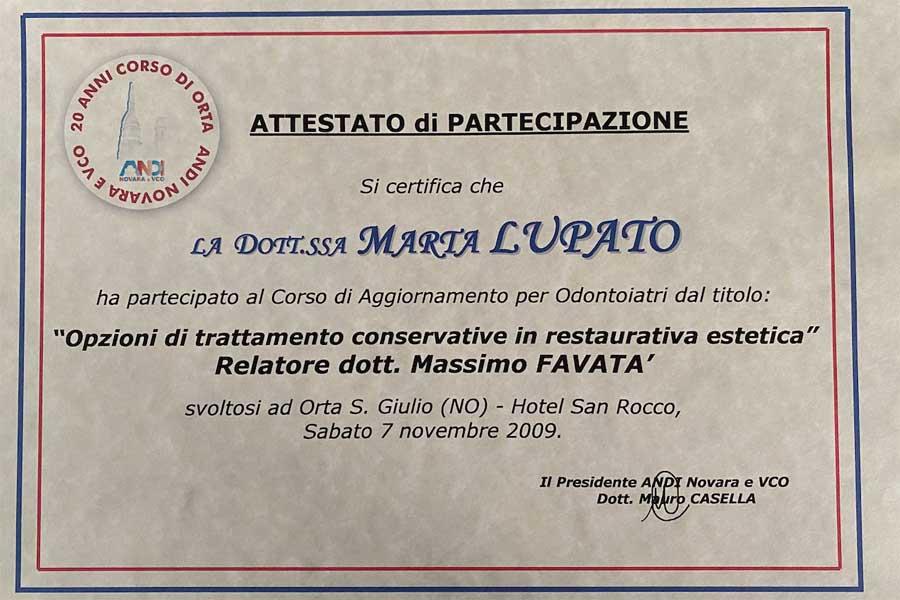 20 ANNI CORSO DI ORTA ANDI NOVARA E VCO
ANDI
NOVARA e VCO
ATTESTATO di PARTECIPAZIONE
Si certifica che
LA DOTT.SSA MARTA LUPATO
ha partecipato al Corso di Aggiornamento per Odontoiatri dal titolo:
“Opzioni di trattamento conservative in restaurativa estetica”
Relatore dott. Massimo FAVATA’
svoltosi ad Orta S. Giulio (NO) - Hotel San Rocco,
Sabato 7 novembre 2009.
Il Presidente ANDI Novara e VCO
Dott. Mauro CASELLA